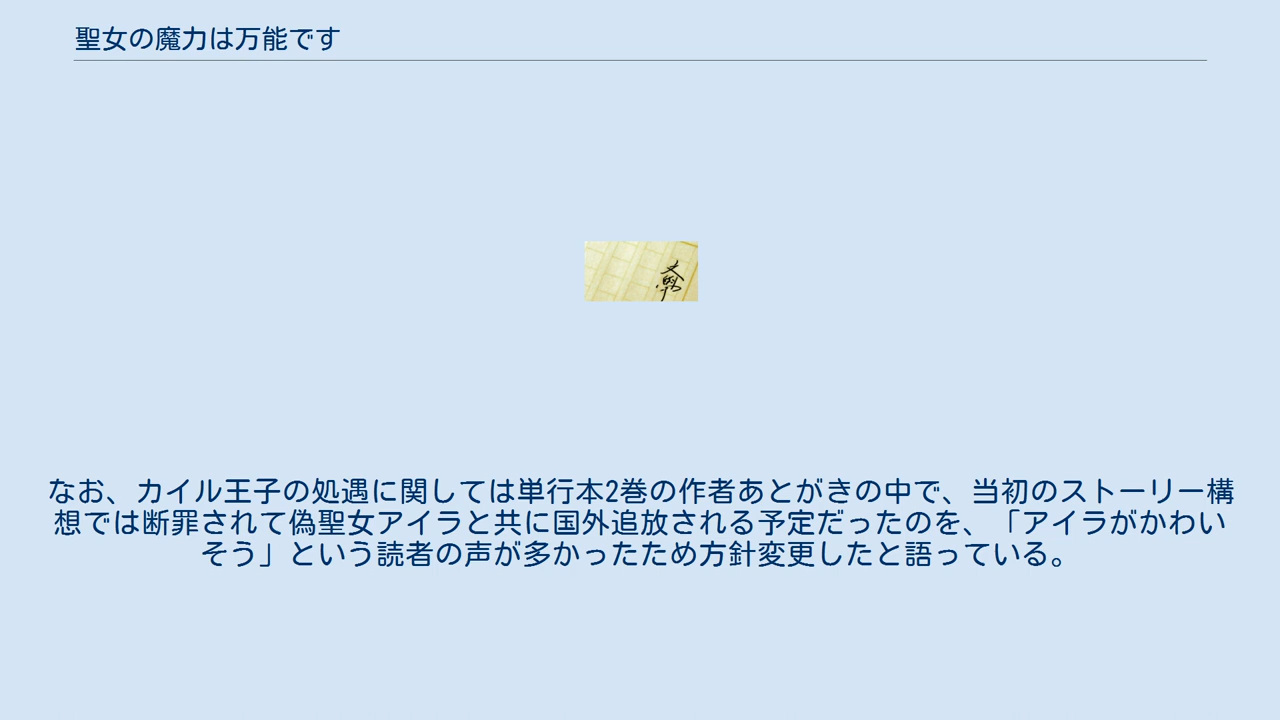 聖女の魔力は万能です
なお、カイル王子の処遇に関しては単行本2巻の作者あとがきの中で、当初のストーリー構
想では断罪されて偽聖女アイラと共に国外追放される予定だったのを、「アイラがかわい
そう」という読者の声が多かったため方針変更したと語っている。